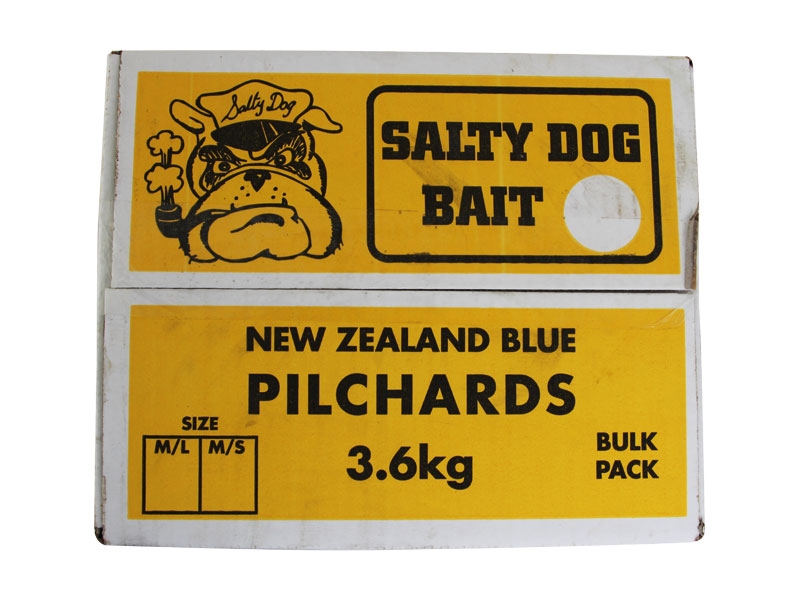 Salty Dog
SALTY DOG
BAIT
NEW ZEALAND BLUE
PILCHARDS
SIZE
M/L M/S
3.6kg
BULK
PACK